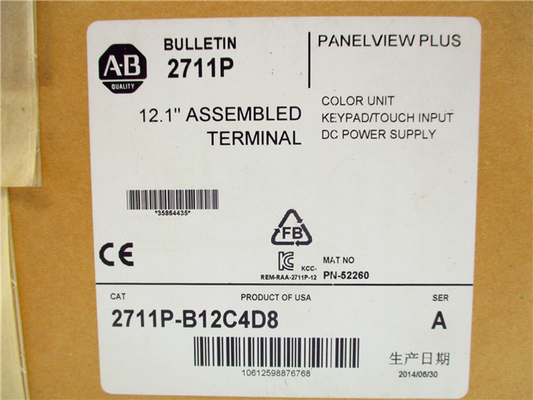 A-B
QUALITY
BULLETIN
2711P
PANELVIEW PLUS
12.1" ASSEMBLED
TERMINAL
COLOR UNIT
KEYPAD/TOUCH INPUT
DC POWER SUPPLY
*35864435*
FB
CE
KCC-
REM-RAA-2711P-12
MAT NO
PN-52260
CAT
PRODUCT OF USA
SER
2711P-B12C4D8
A
10612598876768
生产日期
2014/06/30